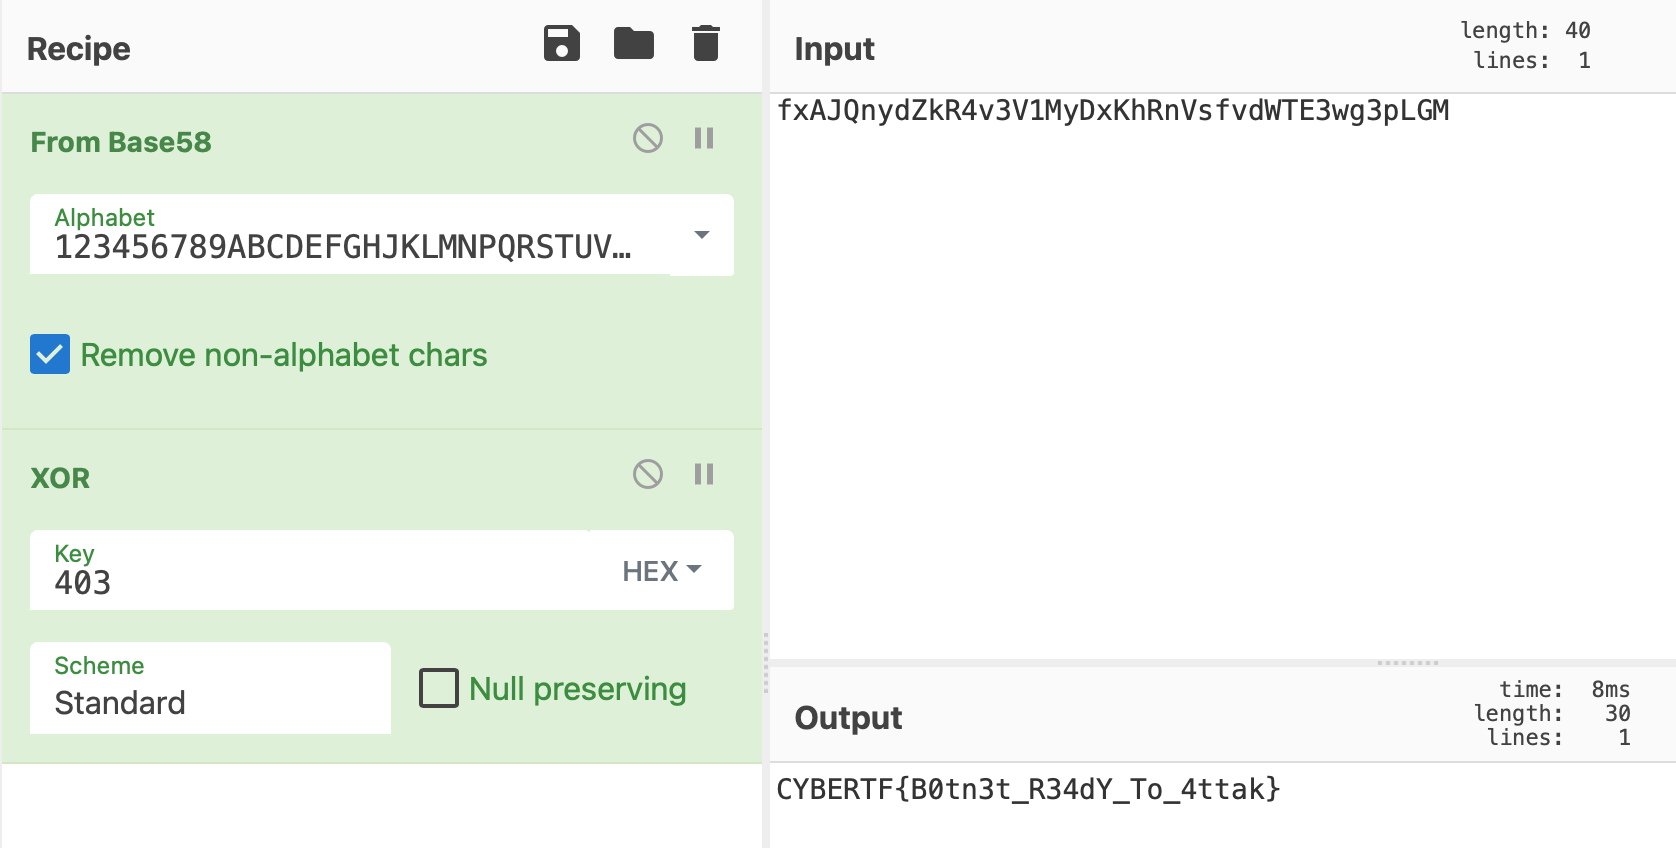 Recipe
From Base58
Alphabet
123456789ABCDEFGHJKLMNPQRSTUV…
Remove non-alphabet chars
XOR
Key
403
HEX
Scheme
Standard
Null preserving
Input
length: 40
lines: 1
fxAJQnydZkR4v3V1MyDxKhRnVsfvdWTE3wg3pLGM
Output
time: 8ms
length: 30
lines: 1
CYBERTF{B0tn3t_R34dY_To_4ttak}